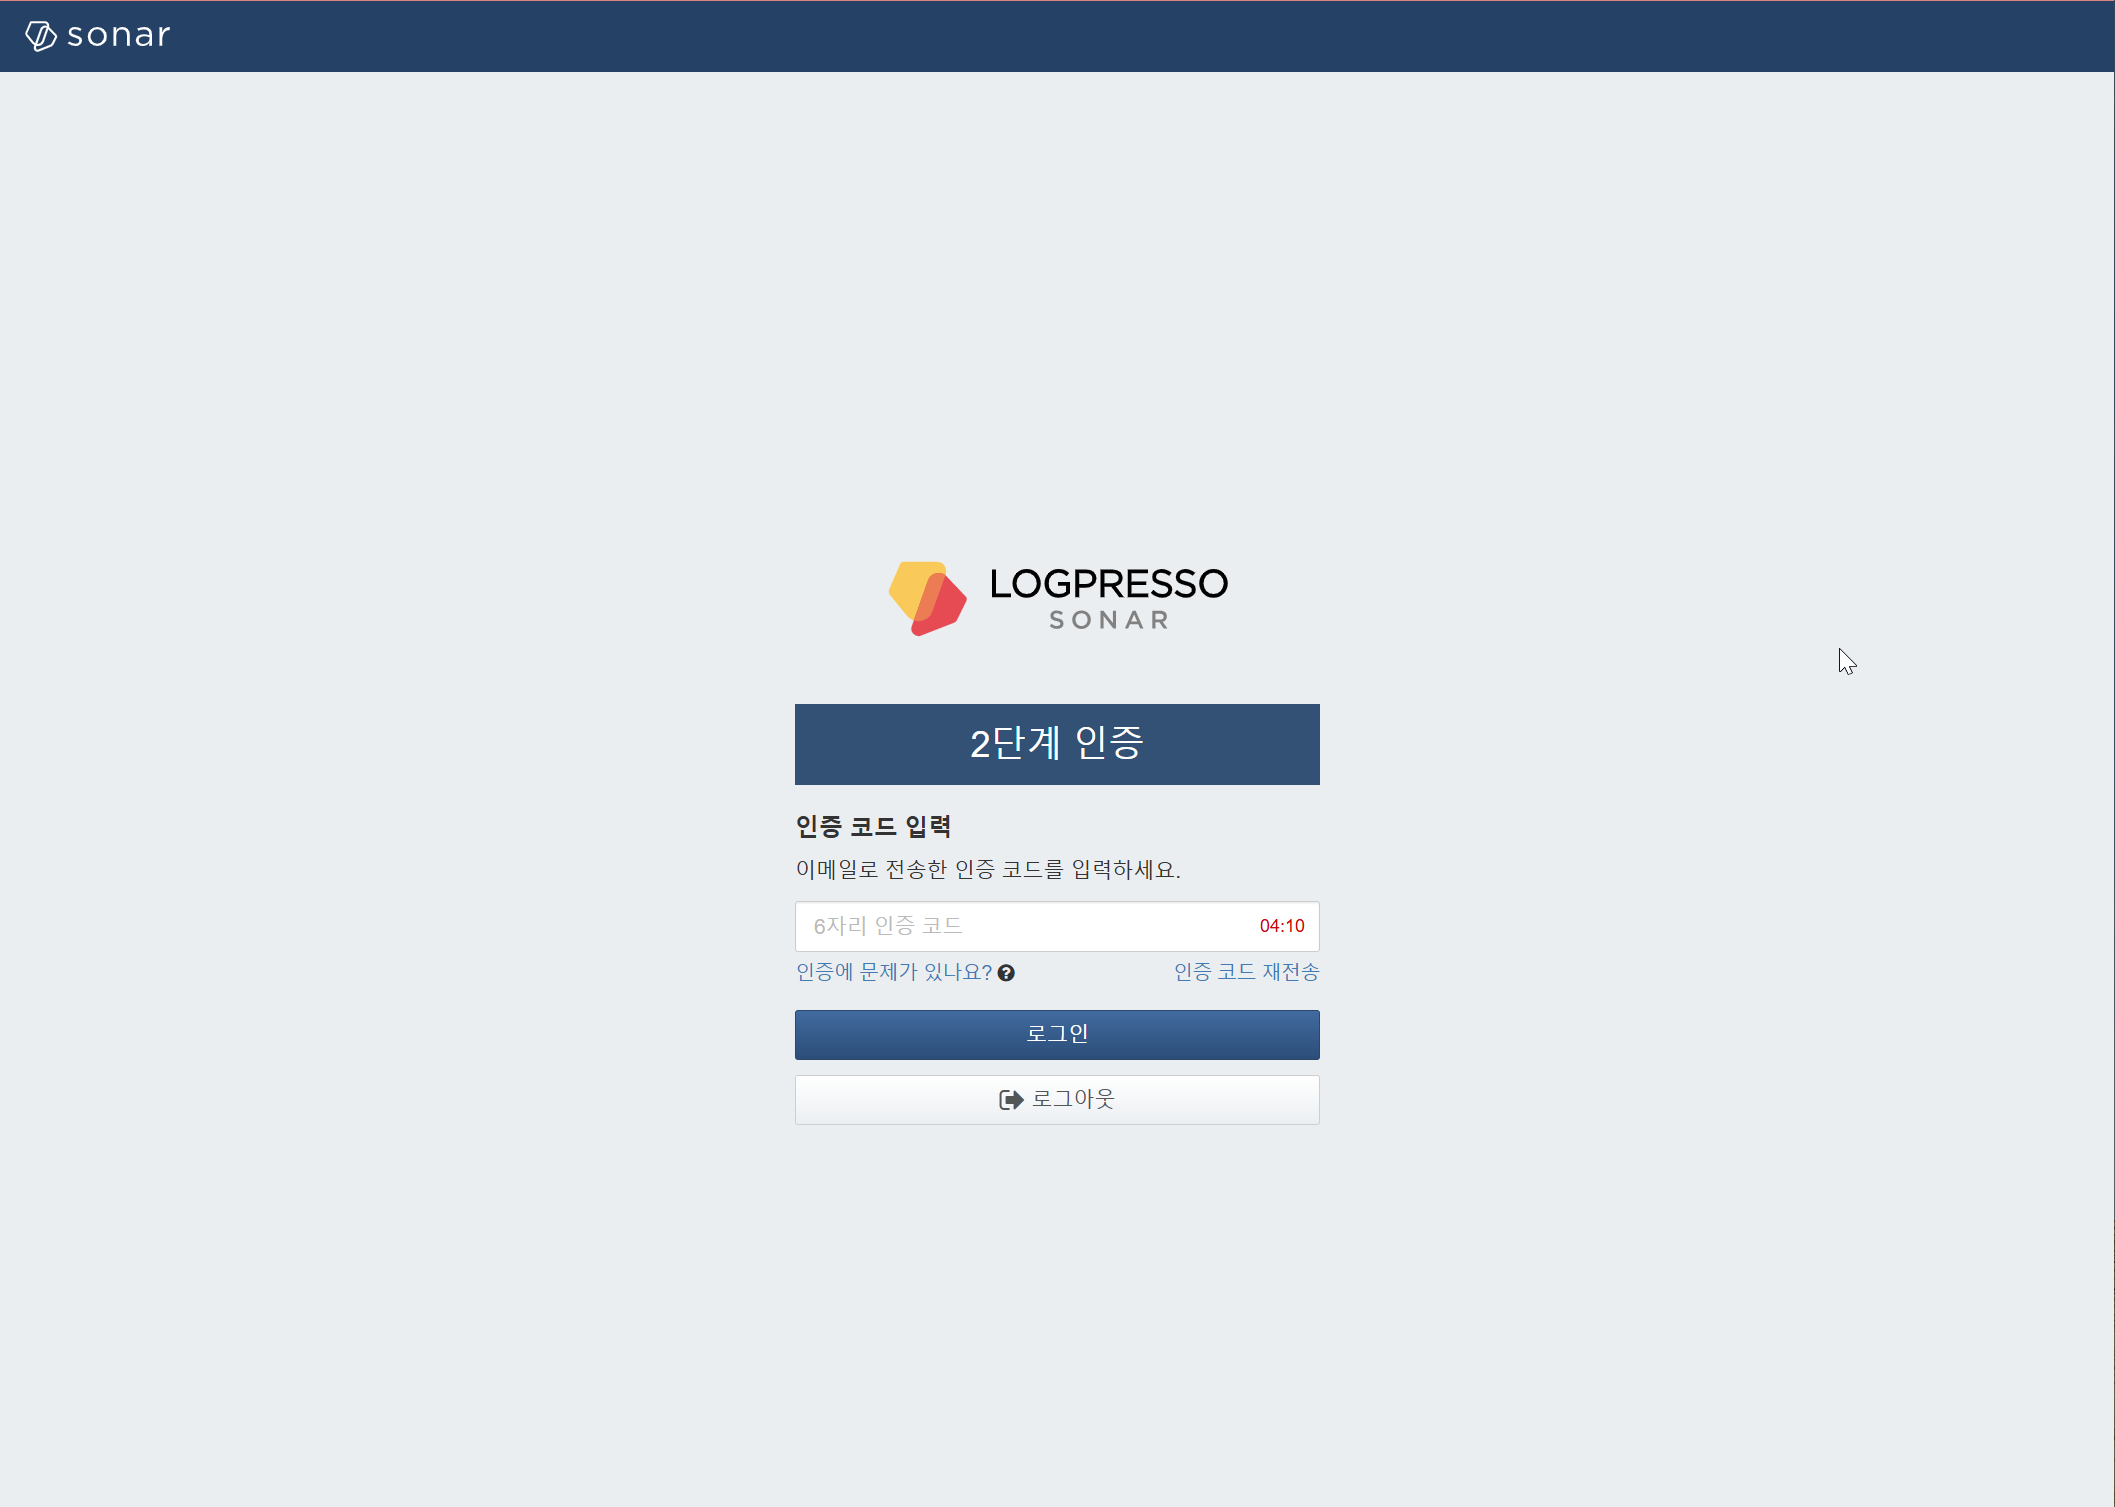 sonar
LOGPRESSO
SONAR
2단계 인증
인증 코드 입력
이메일로 전송한 인증 코드를 입력하세요.
6자리 인증 코드 04:10
인증에 문제가 있나요? 인증 코드 재전송
로그인
로그아웃